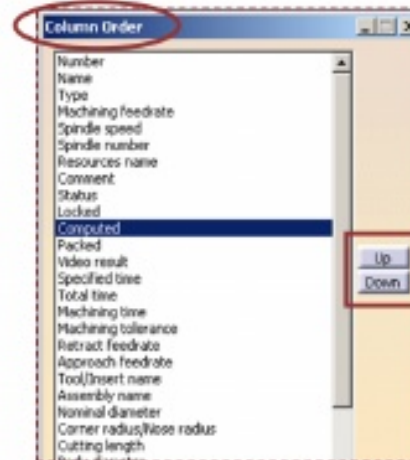 Column Order
Number
Name
Type
Machining feedrate
Spindle speed
Spindle number
Resources name
Comment
Status
Locked
Computed
Packed
Video result
Specified time
Total time
Machining time
Machining tolerance
Retract feedrate
Approach feedrate
Tool/Insert name
Assembly name
Nominal diameter
Corner radius/Nose radius
Cutting length
Up
Down